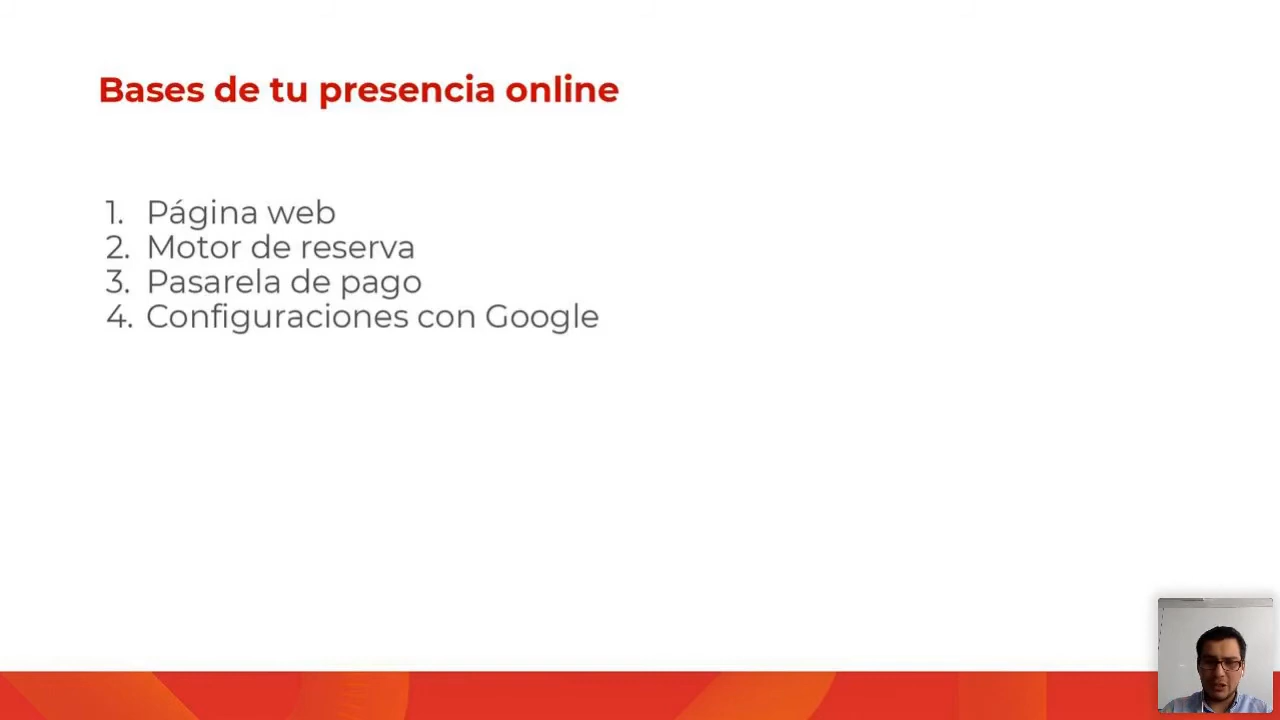 Bases de tu presencia online
1. Página web
2. Motor de reserva
3. Pasarela de pago
4. Configuraciones con Google